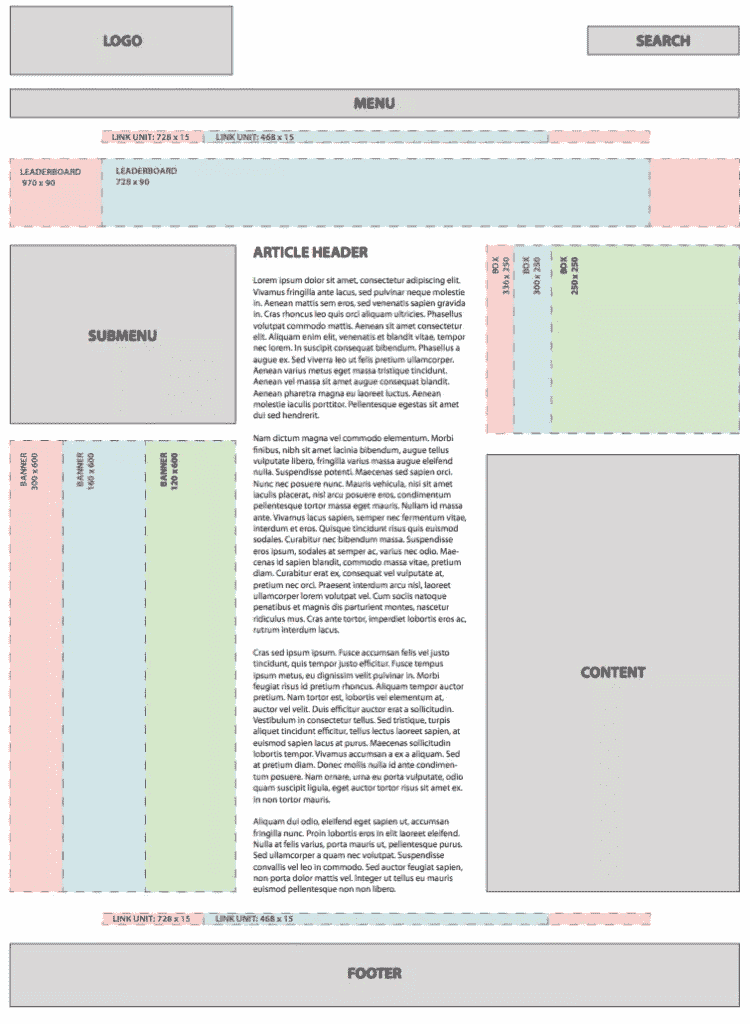 LOGO
SEARCH
MENU
LINK UNIT: 728 x 15
LINK UNIT: 468 x 15
LEADERBOARD
970 x 90
LEADERBOARD
728 x 90
SUBMENU
BANNER
300 x 600
BANNER
160 x 600
BANNER
120 x 600
ARTICLE HEADER
Lorem ipsum dolor sit amet, consectetur adipiscing elit.
Vivamus fringilla ante lacus, sed pulvinar neque molestie
in. Aenean mattis sem eros, sed venenatis sapien gravida
in. Cras rhoncus leo quis orci aliquam ultricies. Phasellus
volutpat commodo mattis. Aenean sit amet consectetur
elit. Aliquam enim elit, venenatis et blandit vitae, tempor
nec lorem. In suscipit consequat bibendum. Phasellus a
augue ex. Sed viverra leo ut felis pretium ullamcorper.
Aenean varius metus eget massa tristique tincidunt.
Aenean vel massa sit amet augue consequat blandit.
Aenean pharetra magna eu laoreet luctus. Aenean
molestie iaculis porttitor. Pellentesque egestas sit amet
dui sed hendrerit.
Nam dictum magna vel commodo elementum. Morbi
finibus, nibh sit amet lacinia bibendum, augue tellus
vulputate libero, fringilla varius massa augue eleifend
nulla. Suspendisse potenti. Maecenas sed sapien orci.
Nunc nec posuere nunc. Mauris vehicula, nisi sit amet
iaculis placerat, nisl arcu posuere eros, condimentum
pellentesque tortor massa eget mauris. Nullam id massa
ante. Vivamus lacus sapien, semper nec fermentum vitae,
interdum et eros. Quisque tincidunt risus quis euismod
sodales. Curabitur nec bibendum massa. Suspendisse
eros ipsum, sodales at semper ac, varius nec odio. Mae-
cenas id sapien blandit, commodo massa vitae, pretium
diam. Curabitur erat ex, consequat vel vulputate at,
pretium nec orci. Praesent interdum arcu nisl, laoreet
ullamcorper lorem volutpat vel. Cum sociis natoque
penatibus et magnis dis parturient montes, nascetur
ridiculus mus. Cras ante tortor, imperdiet lobortis eros ac,
rutrum interdum lacus.
Cras sed ipsum ipsum. Fusce accumsan felis vel justo
tincidunt, quis tempor justo efficitur. Fusce tempus
ipsum metus, eu dignissim velit pulvinar in. Morbi
feugiat risus id pretium rhoncus. Aliquam tempor auctor
pretium. Nam tortor est, lobortis vel elementum at,
auctor vel velit. Duis efficitur auctor erat a sollicitudin.
Vestibulum in consectetur tellus. Sed tristique, turpis
aliquet tincidunt efficitur, tellus lectus laoreet sapien, at
euismod sapien lacus at purus. Maecenas sollicitudin
lobortis tempor. Vivamus accumsan a ex a aliquam. Sed
at pretium diam. Donec mollis nulla id ante condimen-
tum posuere. Nam ornare, urna eu porta vulputate, odio
quam suscipit ligula, eget auctor tortor risus sit amet ex.
In non tortor mauris.
Aliquam dui odio, eleifend eget sapien ut, accumsan
fringilla nunc. Proin lobortis eros in elit laoreet eleifend.
Nulla at felis varius, porta mauris ut, pellentesque purus.
Sed ullamcorper a quam nec volutpat. Suspendisse
convallis vel leo in commodo. Sed auctor feugiat sapien,
non porta dolor mattis vel. Integer ut tellus eu mauris
euismod pellentesque non non libero.
BOX
336 x 250
BOX
300 x 250
BOX
250 x 250
CONTENT
LINK UNIT: 728 x 15
LINK UNIT: 468 x 15
FOOTER